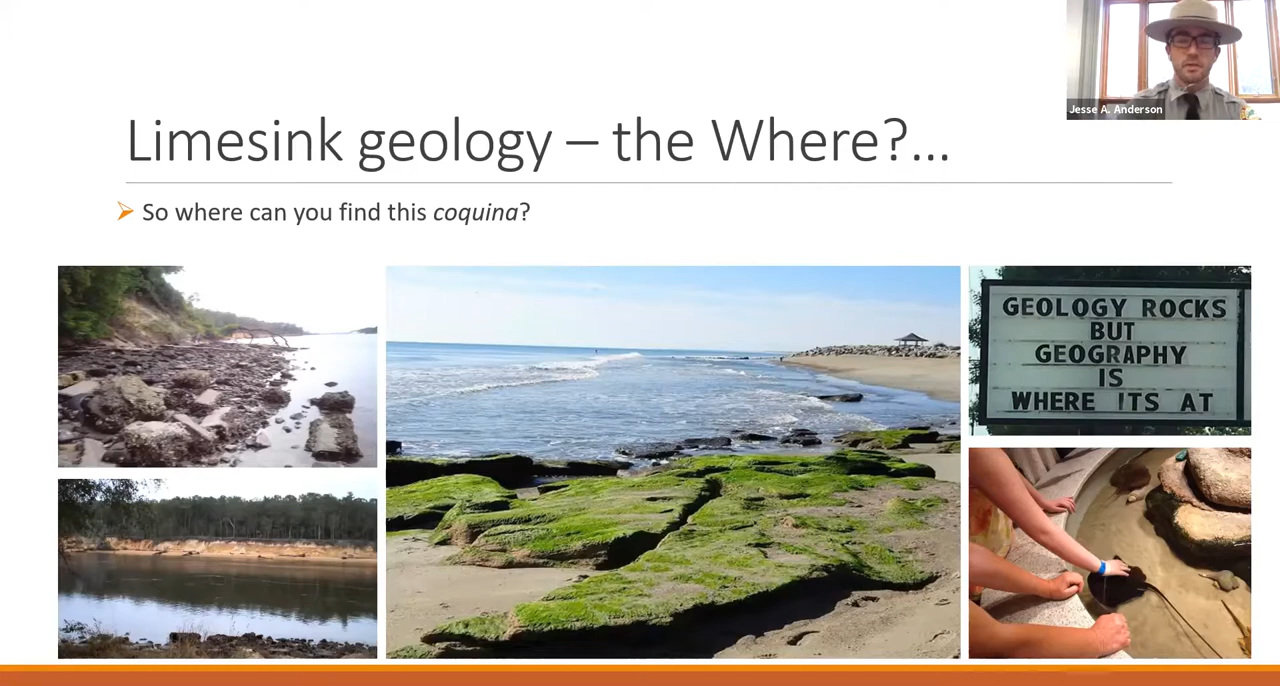 Jesse A. Anderson
Limesink geology – the Where?...
So where can you find this coquina?
GEOLOGY ROCKS
BUT
GEOGRAPHY
IS
WHERE ITS AT